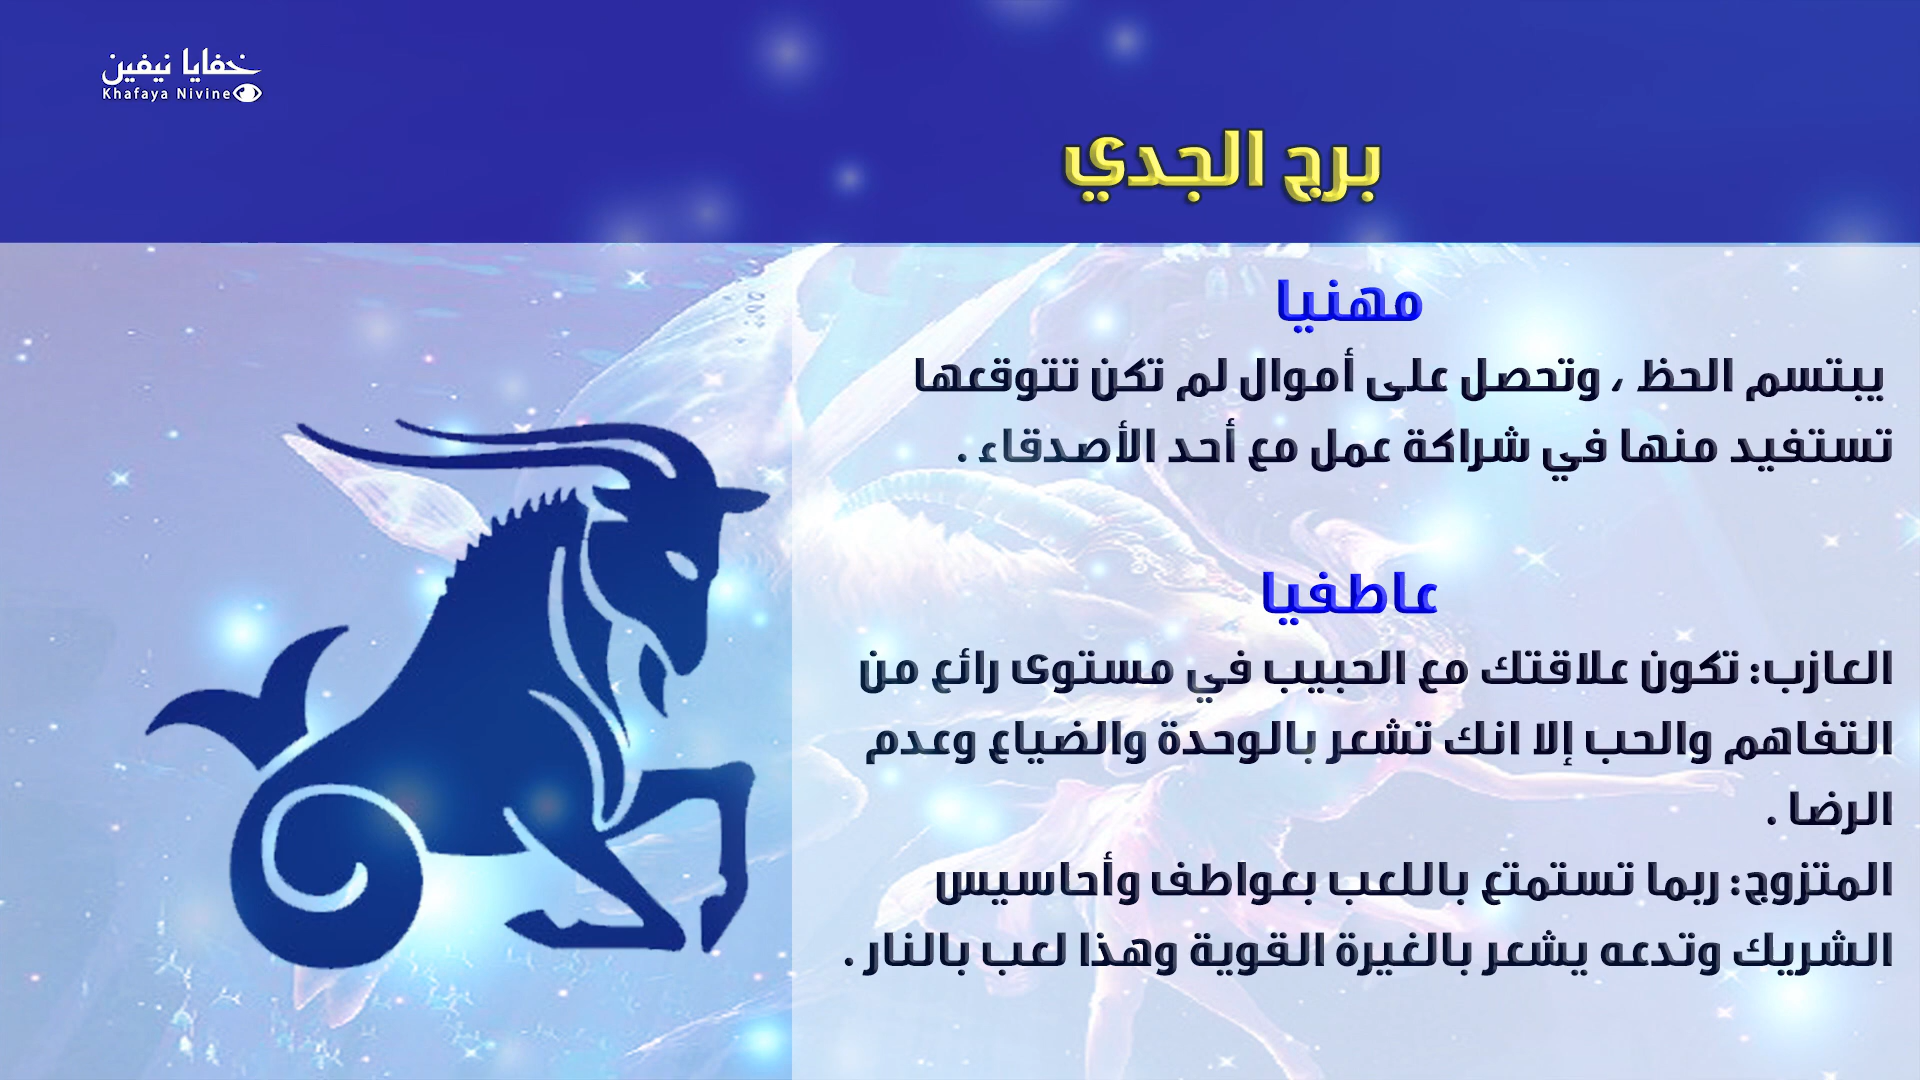 خفايا نيفين
Khafaya Nivine
برج الجدي
مهنيا
يبتسم الحظ ، وتحصل على أموال لم تكن تتوقعها
تستفيد منها في شراكة عمل مع أحد الأصدقاء .
عاطفيا
العازب: تكون علاقتك مع الحبيب في مستوى رائع من
التفاهم والحب إلا انك تشعر بالوحدة والضياع وعدم
الرضا .
المتزوج: ربما تستمتع باللعب بعواطف وأحاسيس
الشريك وتدعه يشعر بالغيرة القوية وهذا لعب بالنار .